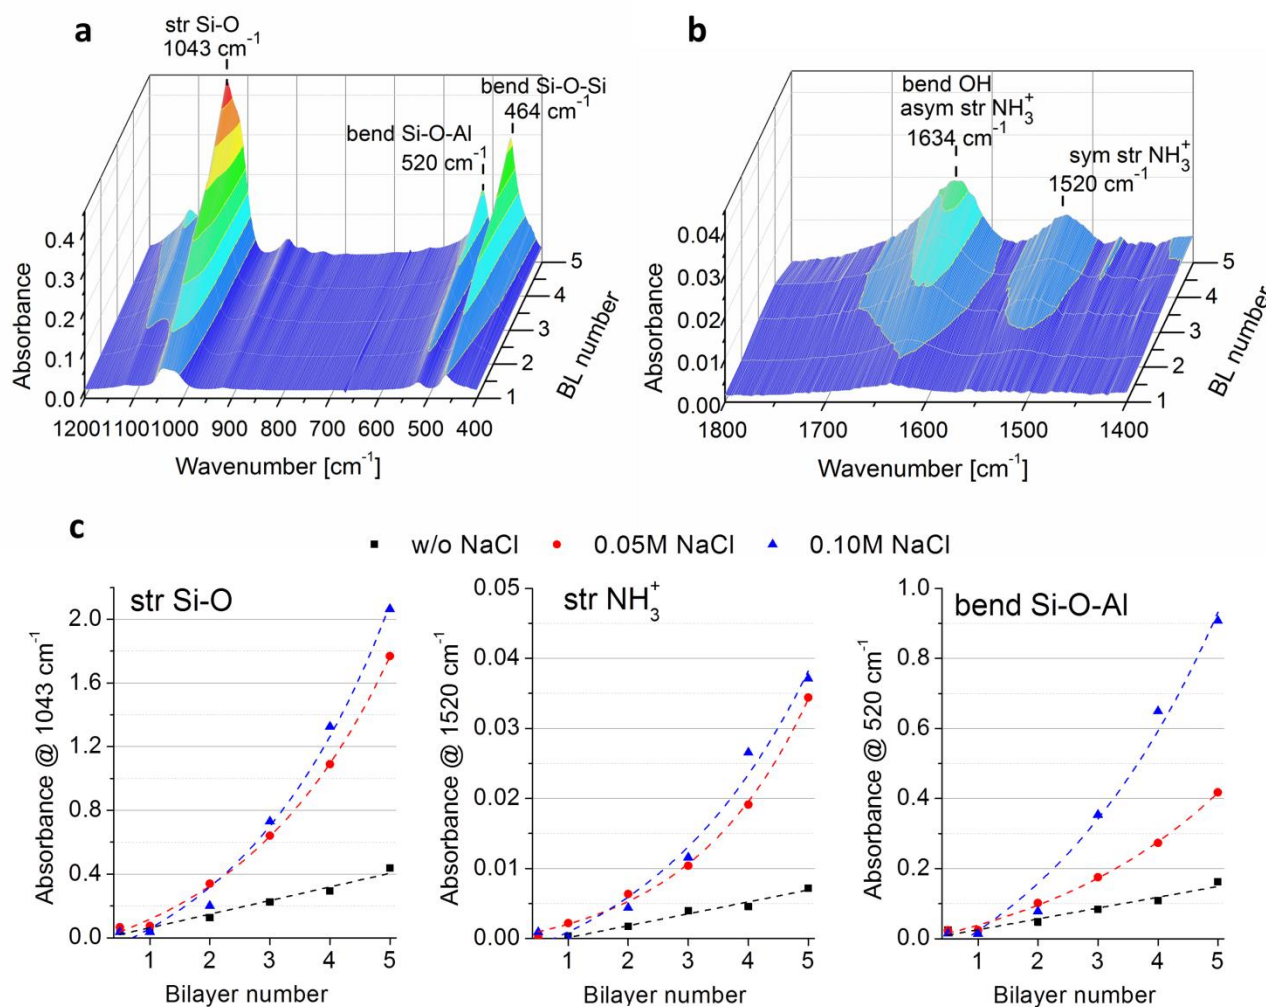 a
str Si-O
1043 cm⁻¹
bend Si-O-Si
464 cm⁻¹
bend Si-O-Al
520 cm⁻¹
Absorbance
0.4
0.3
0.2
0.1
0.0
1200 1100 1000 900 800 700 600 500 400
Wavenumber [cm⁻¹]
5
4
3
2
1
BL number
b
bend OH
asym str NH₃⁺
1634 cm⁻¹
sym str NH₃⁺
1520 cm⁻¹
Absorbance
0.04
0.03
0.02
0.01
0.00
1800 1700 1600 1500 1400
Wavenumber [cm⁻¹]
5
4
3
2
1
BL number
c
w/o NaCl 0.05M NaCl 0.10M NaCl
str Si-O
Absorbance @ 1043 cm⁻¹
2.0
1.6
1.2
0.8
0.4
0.0
1 2 3 4 5
Bilayer number
str NH₃⁺
Absorbance @ 1520 cm⁻¹
0.05
0.04
0.03
0.02
0.01
0.00
1 2 3 4 5
Bilayer number
bend Si-O-Al
Absorbance @ 520 cm⁻¹
1.0
0.8
0.6
0.4
0.2
0.0
1 2 3 4 5
Bilayer number